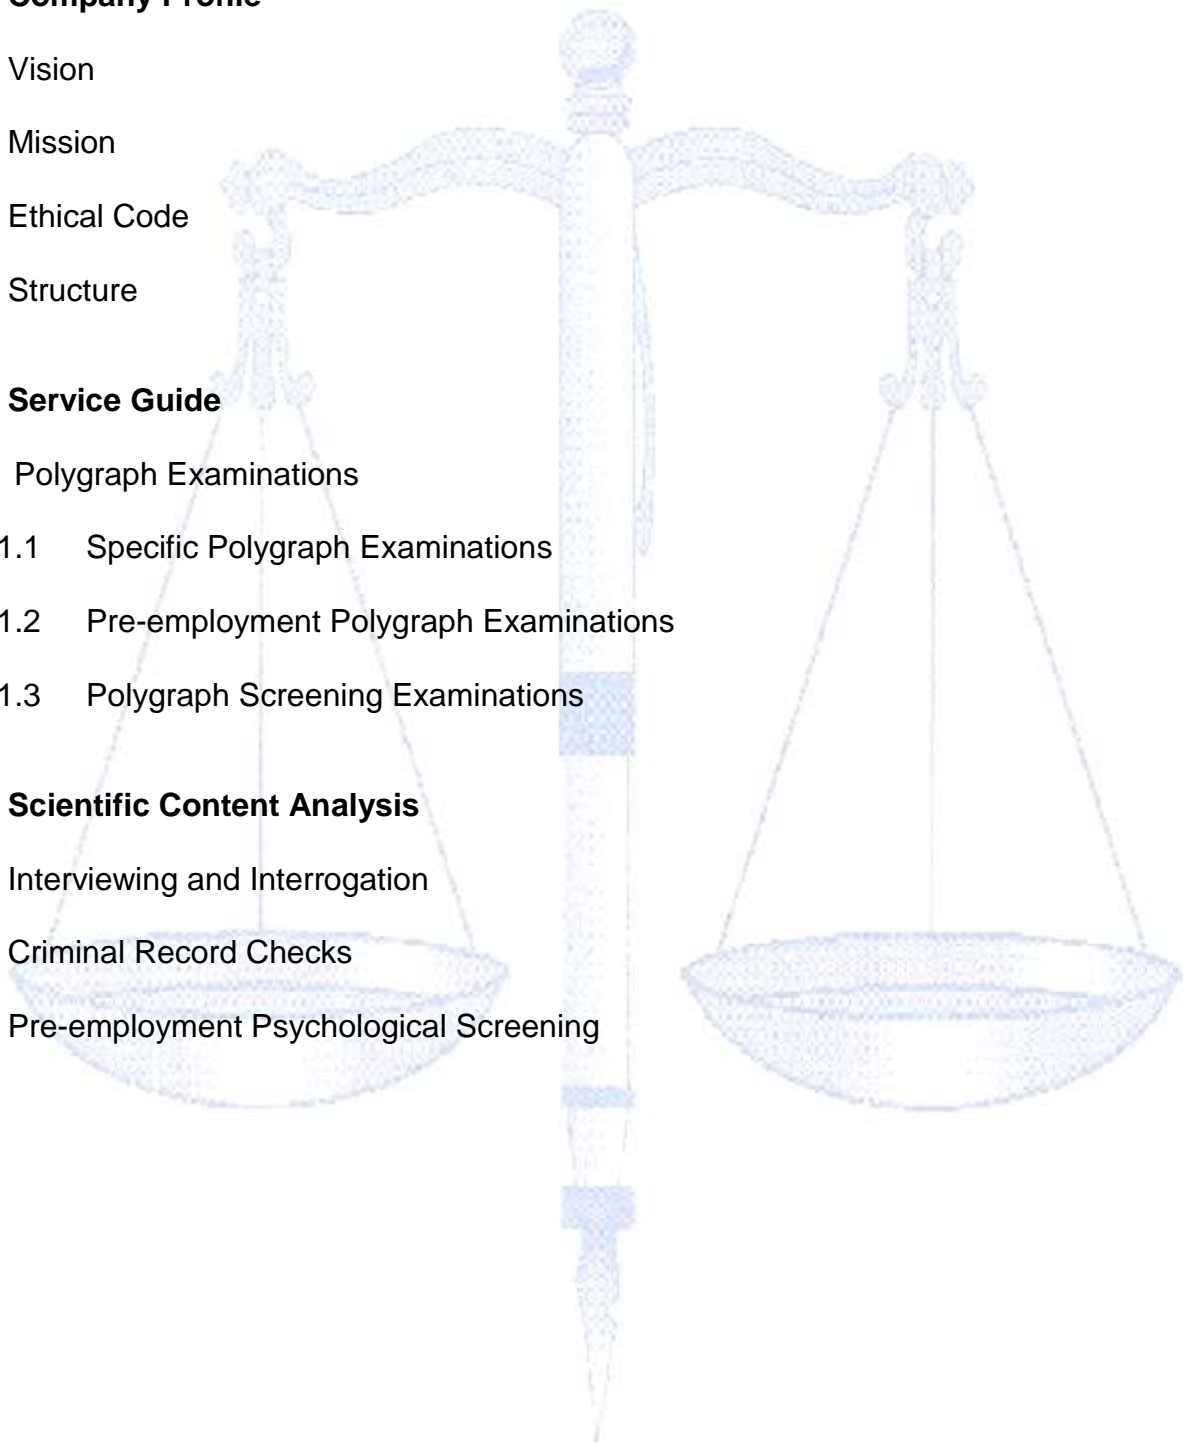 Company Profile
Vision
Mission
Ethical Code
Structure
Service Guide
Polygraph Examinations
1.1 Specific Polygraph Examinations
1.2 Pre-employment Polygraph Examinations
1.3 Polygraph Screening Examinations
Scientific Content Analysis
Interviewing and Interrogation
Criminal Record Checks
Pre-employment Psychological Screening